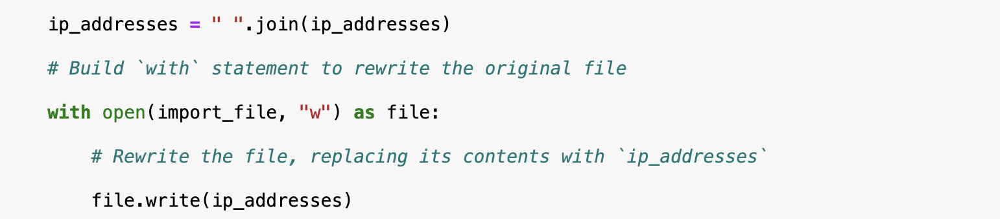 ip_addresses = " ".join(ip_addresses)
# Build `with` statement to rewrite the original file
with open(import_file, "w") as file:
# Rewrite the file, replacing its contents with `ip_addresses`
file.write(ip_addresses)